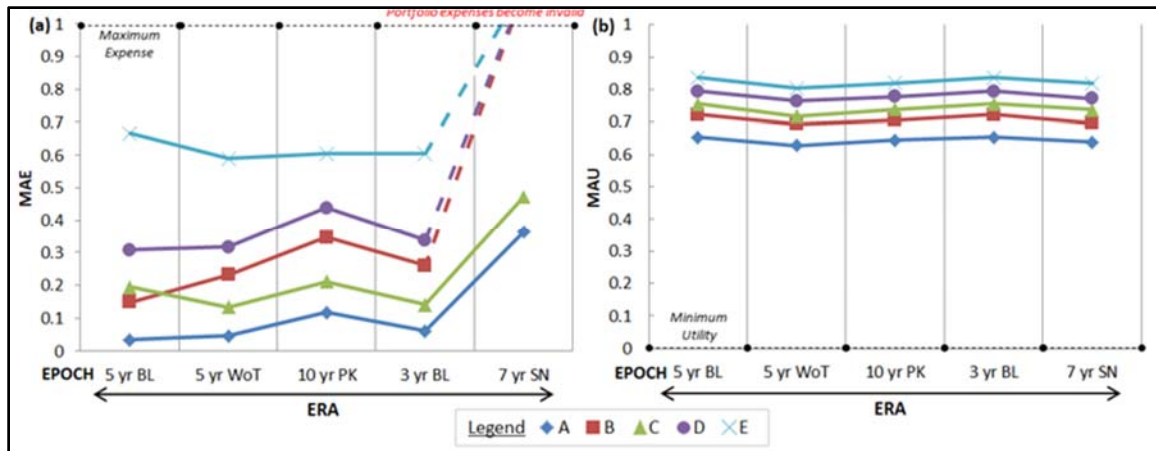 Portfolio expenses become invalid
(a)
Maximum
Expense
1
0.9
0.8
0.7
0.6
0.5
0.4
0.3
0.2
0.1
0
MAE
EPOCH 5 yr BL 5 yr WoT 10 yr PK 3 yr BL 7 yr SN
ERA
(b)
1
0.9
0.8
0.7
0.6
0.5
0.4
0.3
0.2
0.1
0
MAU
Minimum
Utility
EPOCH 5 yr BL 5 yr WoT 10 yr PK 3 yr BL 7 yr SN
ERA
Legend A B C D E